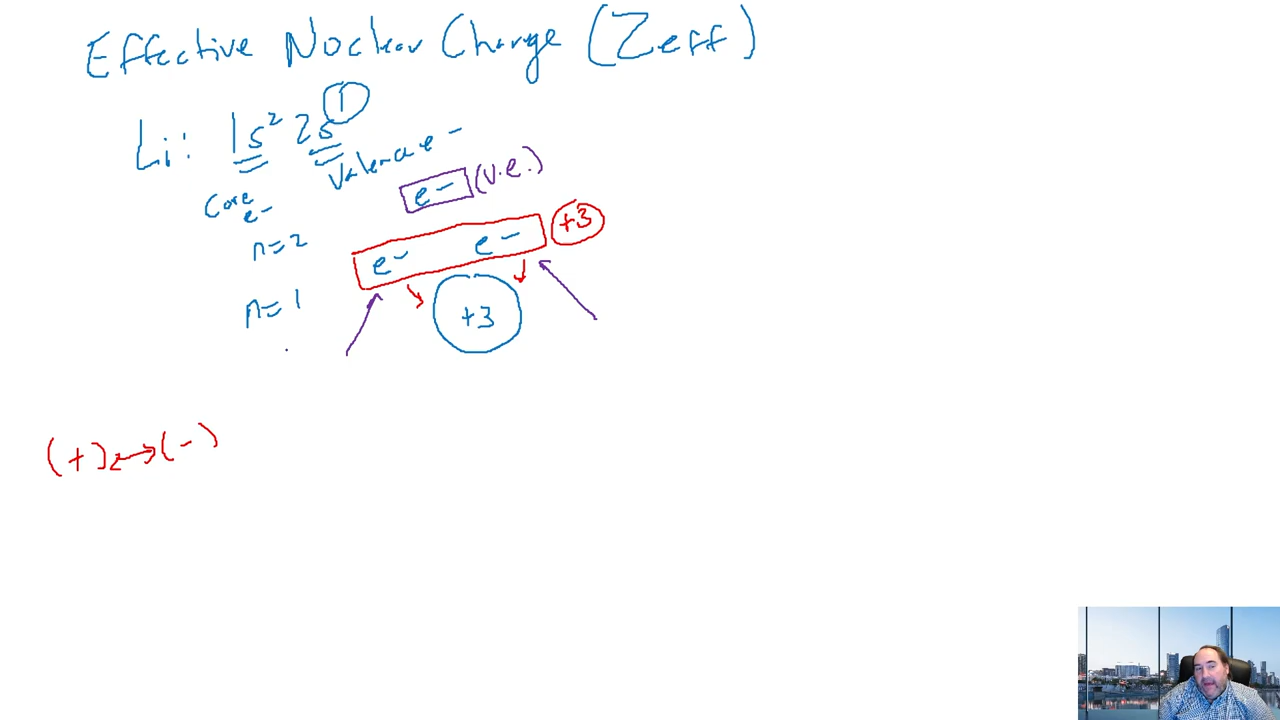 Effective Nuclear Charge (Zeff)
Li: 1s² 2s¹
Core e- Valence e-
e- (v.e.)
n=2
e- e- +3
n=1
+3
(+)↔(-)